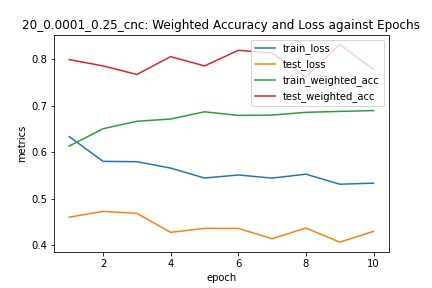 20_0.0001_0.25_cnc: Weighted Accuracy and Loss against Epochs
train_loss
test_loss
train_weighted_acc
test_weighted_acc
metrics
0.8
0.7
0.6
0.5
0.4
2 4 6 8 10
epoch